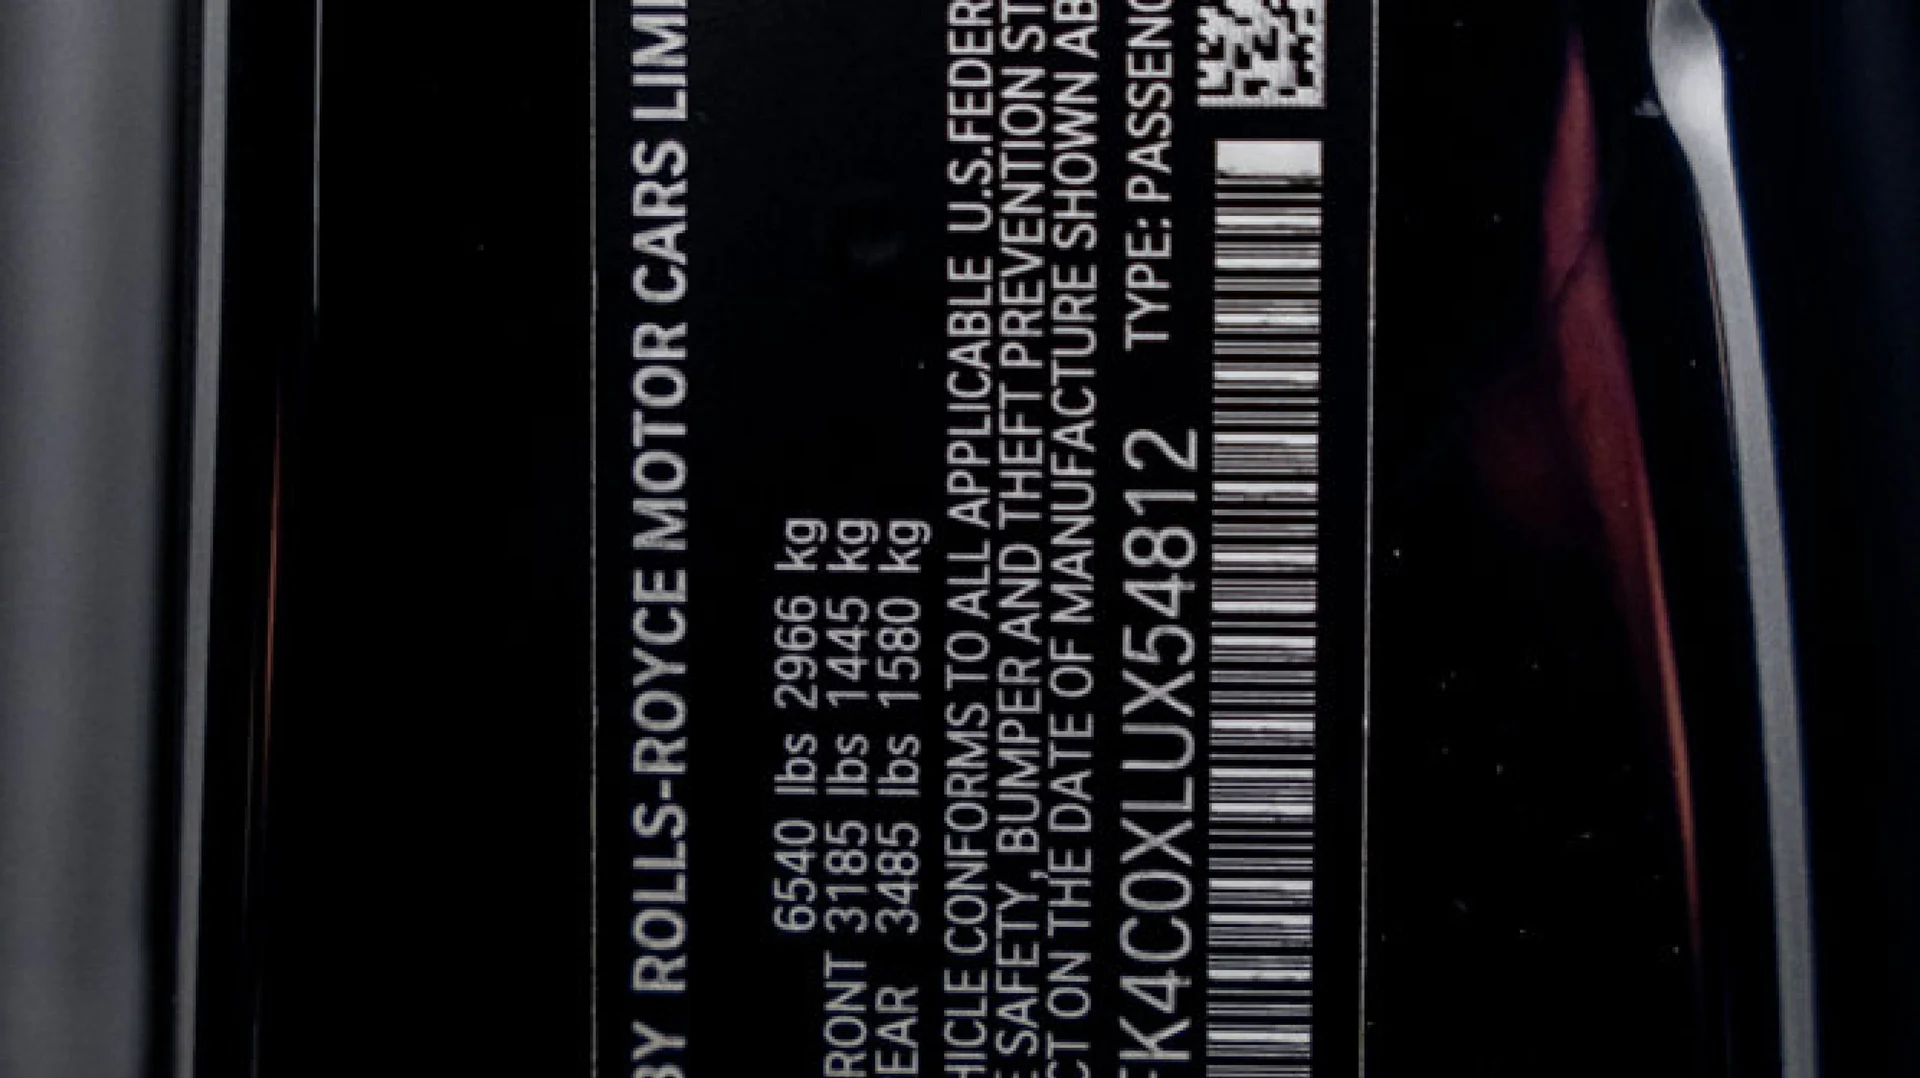 BY ROLLS-ROYCE MOTOR CARS LIMI
6540 lbs 2966 kg
RONT 3185 lbs 1445 kg
EAR 3485 lbs 1580 kg
HICLE CONFORMS TO ALL APPLICABLE U.S.FEDER
SAFETY, BUMPER AND THEFT PREVENTION ST
CT ON THE DATE OF MANUFACTURE SHOWN AB
K4C0XLUX54812 TYPE: PASSENG